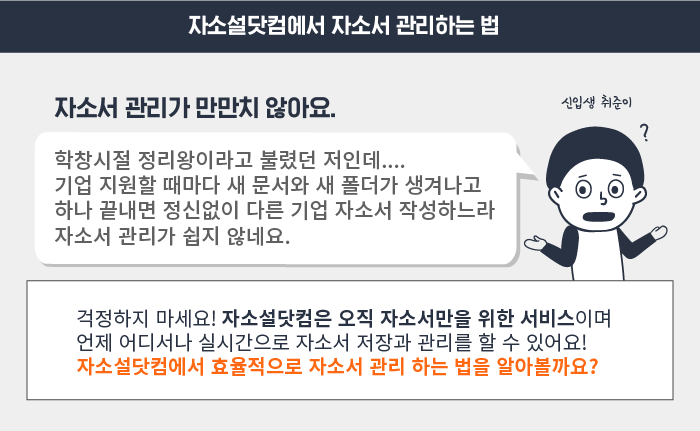 자소설닷컴에서 자소서 관리하는 법
자소서 관리가 만만치 않아요.
신입생 취준이
?
학창시절 정리왕이라고 불렸던 저인데....
기업 지원할 때마다 새 문서와 새 폴더가 생겨나고
하나 끝내면 정신없이 다른 기업 자소서 작성하느라
자소서 관리가 쉽지 않네요.
걱정하지 마세요! 자소설닷컴은 오직 자소서만을 위한 서비스이며
언제 어디서나 실시간으로 자소서 저장과 관리를 할 수 있어요!
자소설닷컴에서 효율적으로 자소서 관리 하는 법을 알아볼까요?